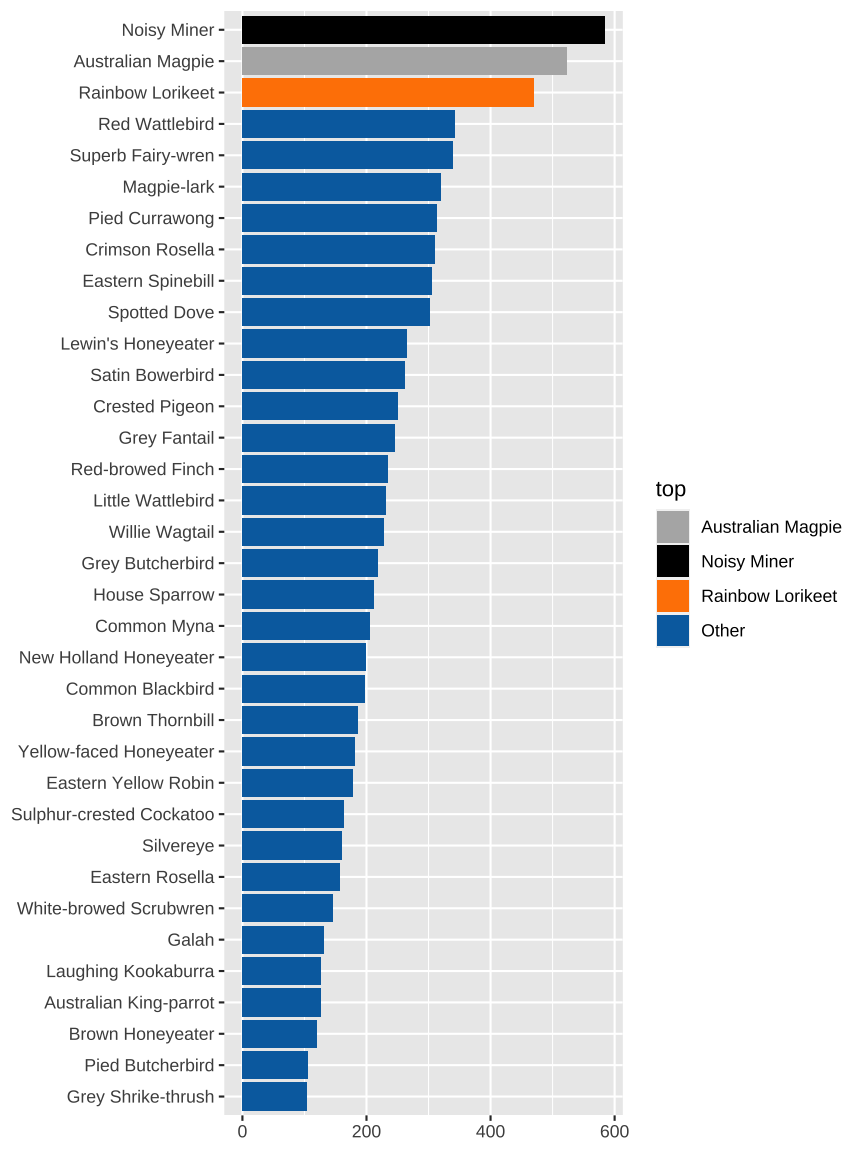 Noisy Miner
Australian Magpie
Rainbow Lorikeet
Red Wattlebird
Superb Fairy-wren
Magpie-lark
Pied Currawong
Crimson Rosella
Eastern Spinebill
Spotted Dove
Lewin's Honeyeater
Satin Bowerbird
Crested Pigeon
Grey Fantail
Red-browed Finch
Little Wattlebird
Willie Wagtail
Grey Butcherbird
House Sparrow
Common Myna
New Holland Honeyeater
Common Blackbird
Brown Thornbill
Yellow-faced Honeyeater
Eastern Yellow Robin
Sulphur-crested Cockatoo
Silvereye
Eastern Rosella
White-browed Scrubwren
Galah
Laughing Kookaburra
Australian King-parrot
Brown Honeyeater
Pied Butcherbird
Grey Shrike-thrush
0 200 400 600
top
Australian Magpie
Noisy Miner
Rainbow Lorikeet
Other